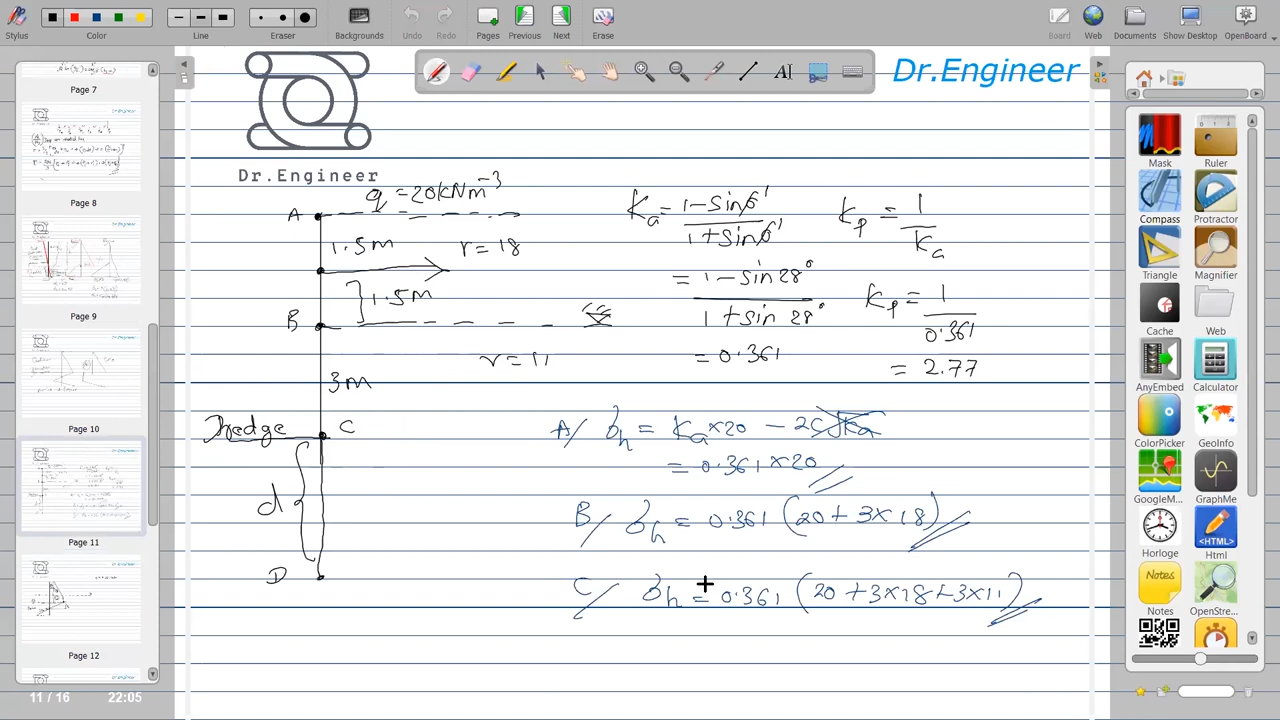 Stylus
Color
Line
Eraser
Backgrounds
Undo
Redo
Pages
Previous
Next
Erase
Board
Web
Documents
Show Desktop
OpenBoard
Page 7
Page 8
Page 9
Page 10
Page 11
Page 12
11 / 16
22:05
Dr.Engineer
Dr.Engineer
q = 20kNm⁻³
A
1.5m
r = 18
1.5m
B
r = 11
3m
Dredge
C
d
D
Ka = 1-sinϕ' / 1+sinϕ'
= 1 - sin 28° / 1 + sin 28°
= 0.361
Kp = 1 / Ka
Kp = 1 / 0.361
= 2.77
A/ σh = Ka×20 - 2c√Ka
= 0.361×20
B/ σh = 0.361 (20+3×18)
C/ σh = 0.361 (20+3×18+3×11)
Mask
Ruler
Compass
Protractor
Triangle
Magnifier
Cache
Web
AnyEmbed
Calculator
ColorPicker
GeoInfo
GoogleM...
GraphMe
Horloge
Html
<HTML>
Notes
Notes
OpenStre...